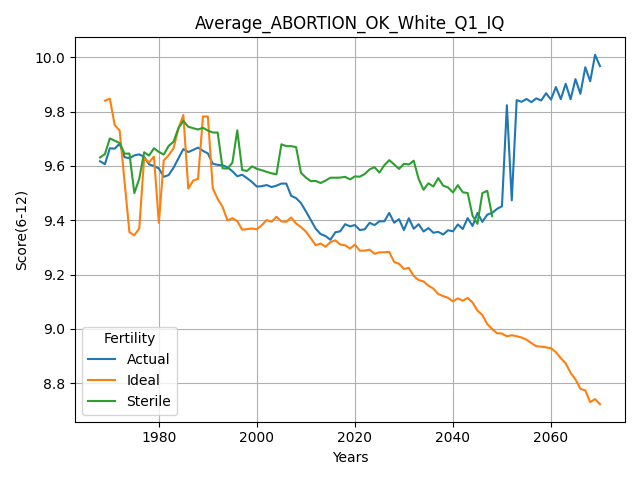 Average_ABORTION_OK_White_Q1_IQ
Score(6-12)
10.0
9.8
9.6
9.4
9.2
9.0
8.8
Fertility
Actual
Ideal
Sterile
1980 2000 2020 2040 2060
Years